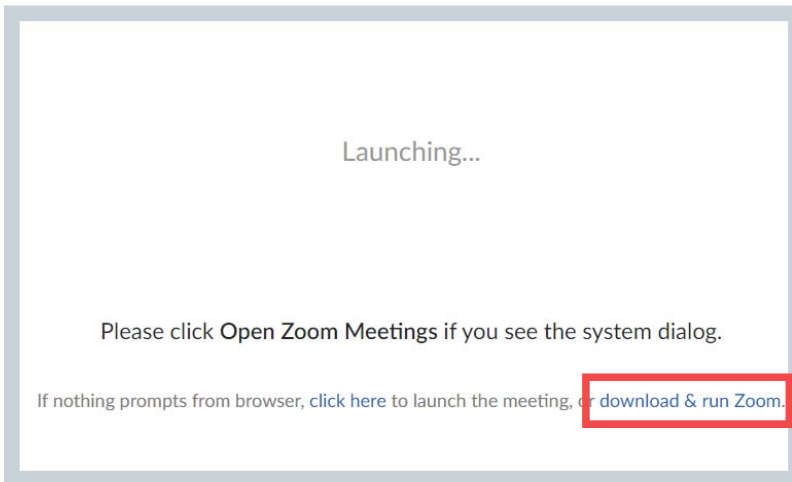 Launching...
Please click Open Zoom Meetings if you see the system dialog.
If nothing prompts from browser, click here to launch the meeting, or download & run Zoom.